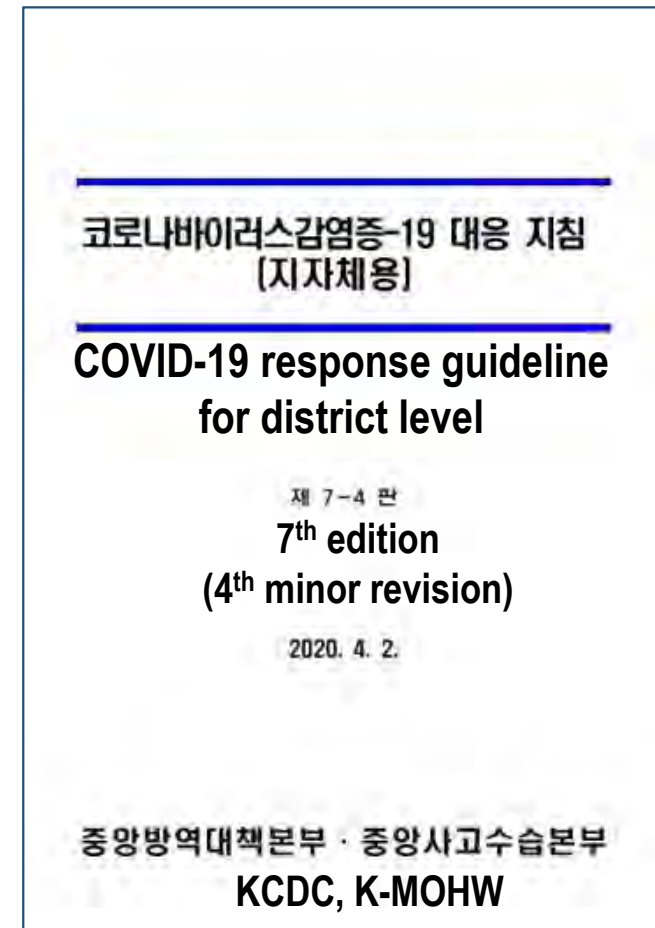 코로나바이러스감염증-19 대응 지침
[지자체용]
COVID-19 response guideline
for district level
제 7-4 판
7th edition
(4th minor revision)
2020. 4. 2.
중앙방역대책본부 · 중앙사고수습본부
KCDC, K-MOHW